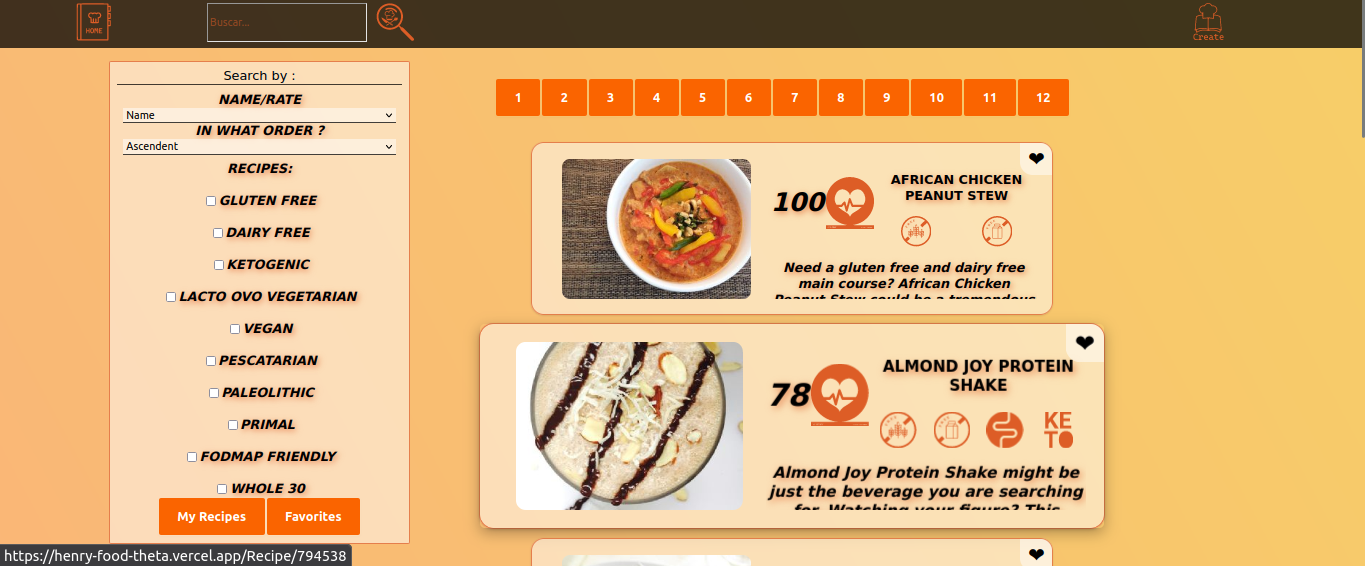 HOME
Buscar...
Create
Search by :
NAME/RATE
Name
IN WHAT ORDER ?
Ascendent
RECIPES:
GLUTEN FREE
DAIRY FREE
KETOGENIC
LACTO OVO VEGETARIAN
VEGAN
PESCATARIAN
PALEOLITHIC
PRIMAL
FODMAP FRIENDLY
WHOLE 30
My Recipes Favorites
1 2 3 4 5 6 7 8 9 10 11 12
100
AFRICAN CHICKEN
PEANUT STEW
Need a gluten free and dairy free
main course? African Chicken
Peanut Stew could be a tremendous
78
ALMOND JOY PROTEIN
SHAKE
KE
TO
Almond Joy Protein Shake might be
just the beverage you are searching
for. Watching your figure? This
https://henry-food-theta.vercel.app/Recipe/794538